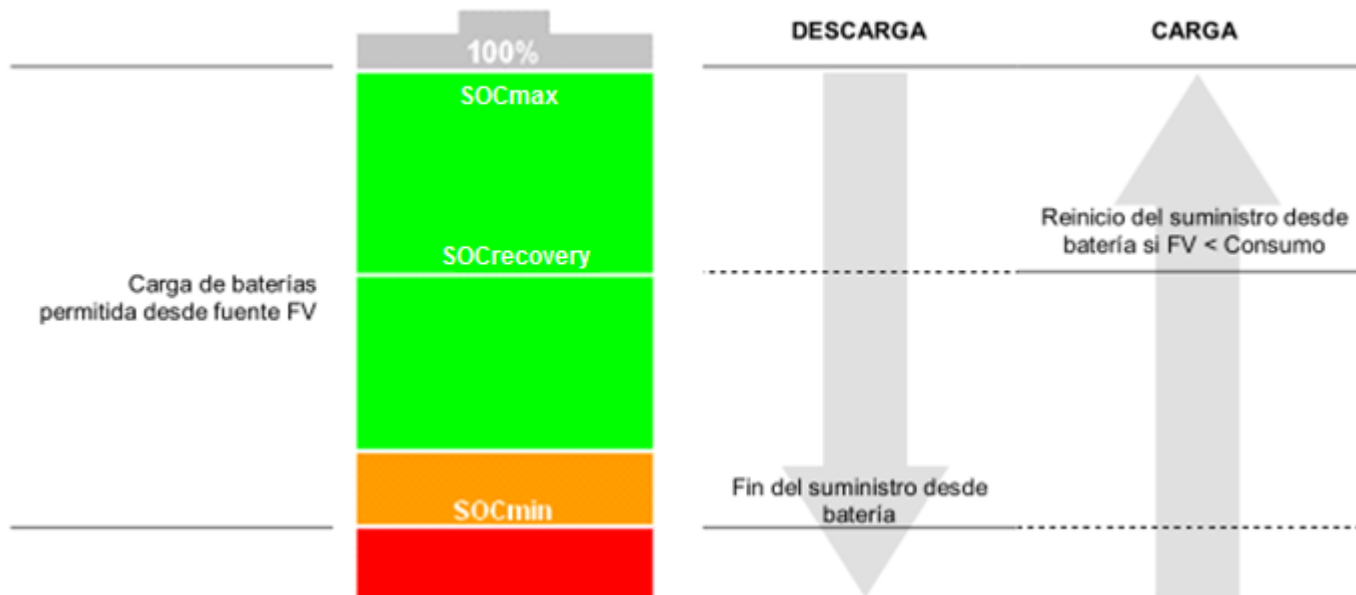 100%
SOCmax
SOCrecovery
SOCmin
Carga de baterías
permitida desde fuente FV
DESCARGA
CARGA
Reinicio del suministro desde
batería si FV < Consumo
Fin del suministro desde
batería